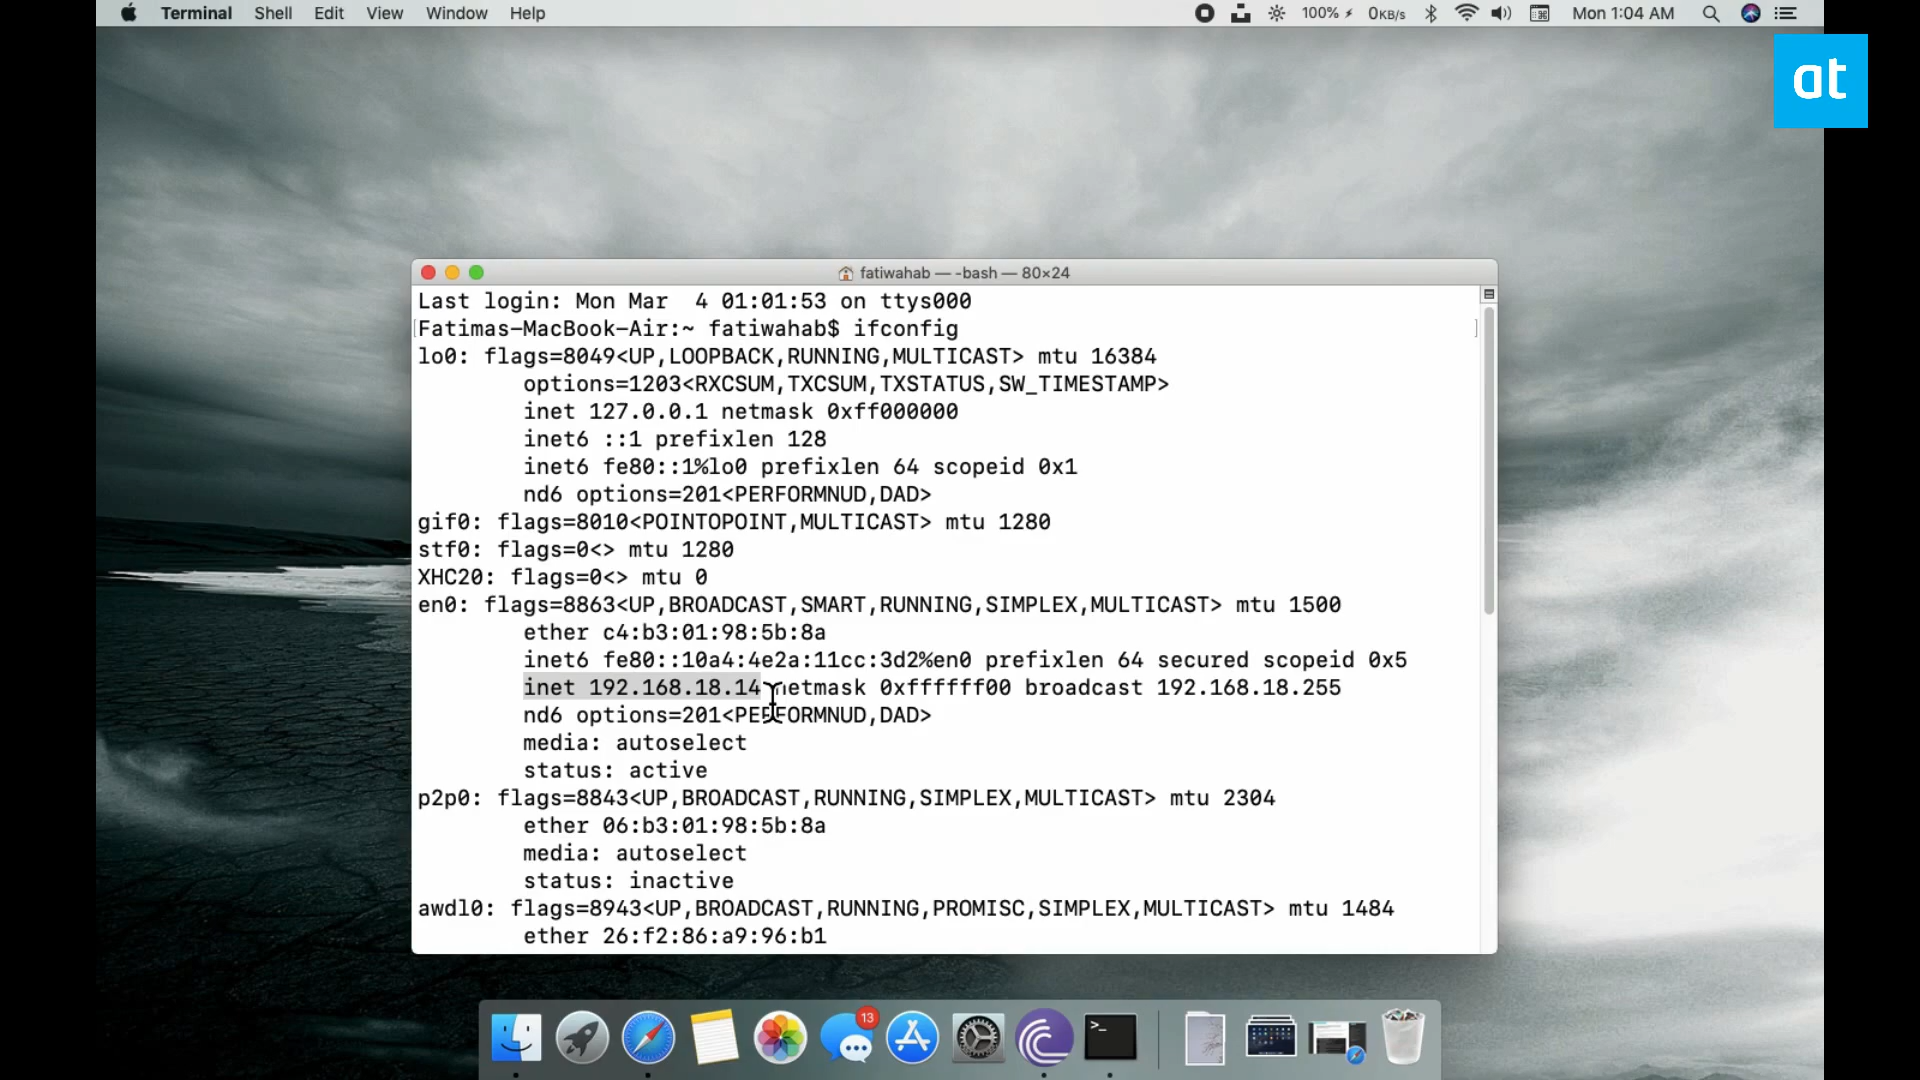 Terminal Shell Edit View Window Help 100% 0KB/s Mon 1:04 AM
at
fatiwahab — -bash — 80×24
Last login: Mon Mar  4 01:01:53 on ttys000
[Fatimas-MacBook-Air:~ fatiwahab$ ifconfig ]
lo0: flags=8049<UP,LOOPBACK,RUNNING,MULTICAST> mtu 16384
options=1203<RXCSUM,TXCSUM,TXSTATUS,SW_TIMESTAMP>
inet 127.0.0.1 netmask 0xff000000
inet6 ::1 prefixlen 128
inet6 fe80::1%lo0 prefixlen 64 scopeid 0x1
nd6 options=201<PERFORMNUD,DAD>
gif0: flags=8010<POINTOPOINT,MULTICAST> mtu 1280
stf0: flags=0<> mtu 1280
XHC20: flags=0<> mtu 0
en0: flags=8863<UP,BROADCAST,SMART,RUNNING,SIMPLEX,MULTICAST> mtu 1500
ether c4:b3:01:98:5b:8a
inet6 fe80::10a4:4e2a:11cc:3d2%en0 prefixlen 64 secured scopeid 0x5
inet 192.168.18.14 netmask 0xffffff00 broadcast 192.168.18.255
nd6 options=201<PERFORMNUD,DAD>
media: autoselect
status: active
p2p0: flags=8843<UP,BROADCAST,RUNNING,SIMPLEX,MULTICAST> mtu 2304
ether 06:b3:01:98:5b:8a
media: autoselect
status: inactive
awdl0: flags=8943<UP,BROADCAST,RUNNING,PROMISC,SIMPLEX,MULTICAST> mtu 1484
ether 26:f2:86:a9:96:b1
13
>_